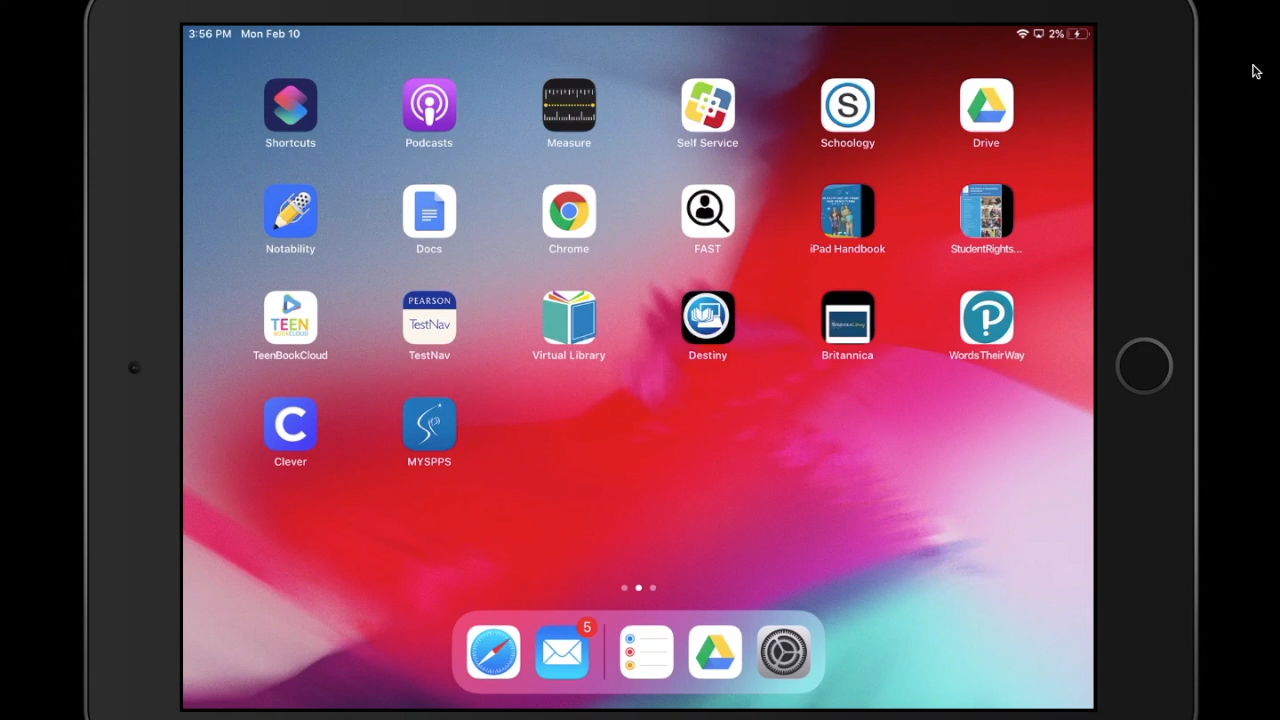 3:56 PM Mon Feb 10
2%
Shortcuts
Podcasts
Measure
Self Service
S
Schoology
Drive
Notability
Docs
Chrome
FAST
iPad Handbook
StudentRights...
TEEN
TeenBookCloud
PEARSON
TestNav
TestNav
Virtual Library
Destiny
Britannica
P
WordsTheirWay
C
Clever
MYSPPS
5